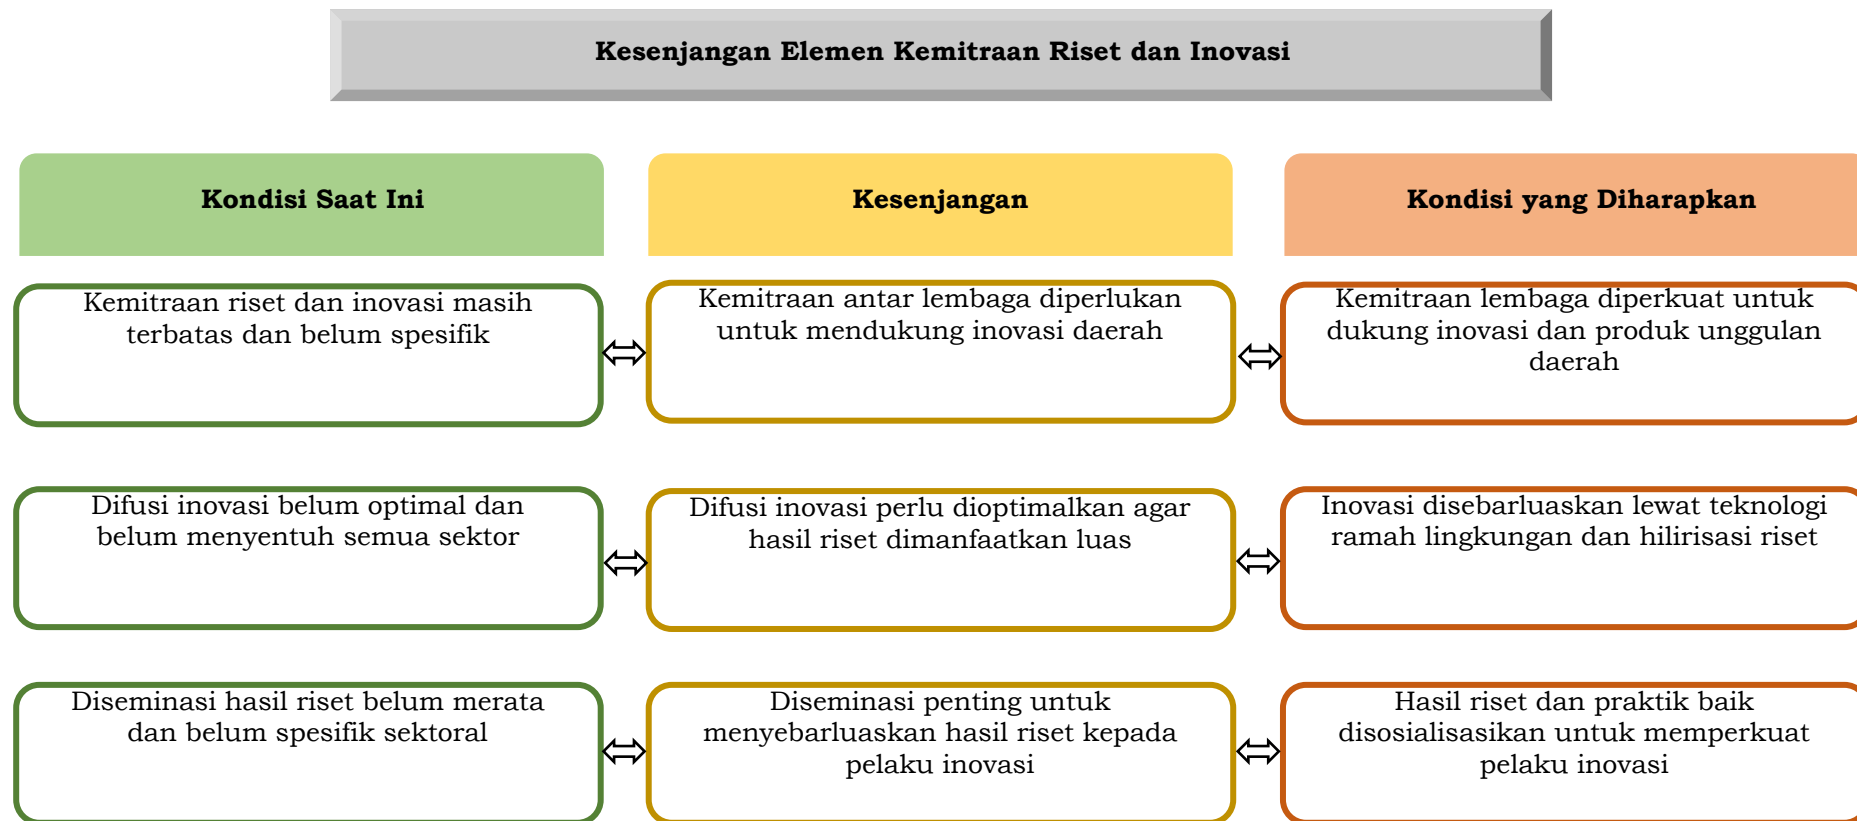 Kesenjangan Elemen Kemitraan Riset dan Inovasi
Kondisi Saat Ini
Kesenjangan
Kondisi yang Diharapkan
Kemitraan riset dan inovasi masih
terbatas dan belum spesifik
Kemitraan antar lembaga diperlukan
untuk mendukung inovasi daerah
Kemitraan lembaga diperkuat untuk
dukung inovasi dan produk unggulan
daerah
Difusi inovasi belum optimal dan
belum menyentuh semua sektor
Difusi inovasi perlu dioptimalkan agar
hasil riset dimanfaatkan luas
Inovasi disebarluaskan lewat teknologi
ramah lingkungan dan hilirisasi riset
Diseminasi hasil riset belum merata
dan belum spesifik sektoral
Diseminasi penting untuk
menyebarluaskan hasil riset kepada
pelaku inovasi
Hasil riset dan praktik baik
disosialisasikan untuk memperkuat
pelaku inovasi